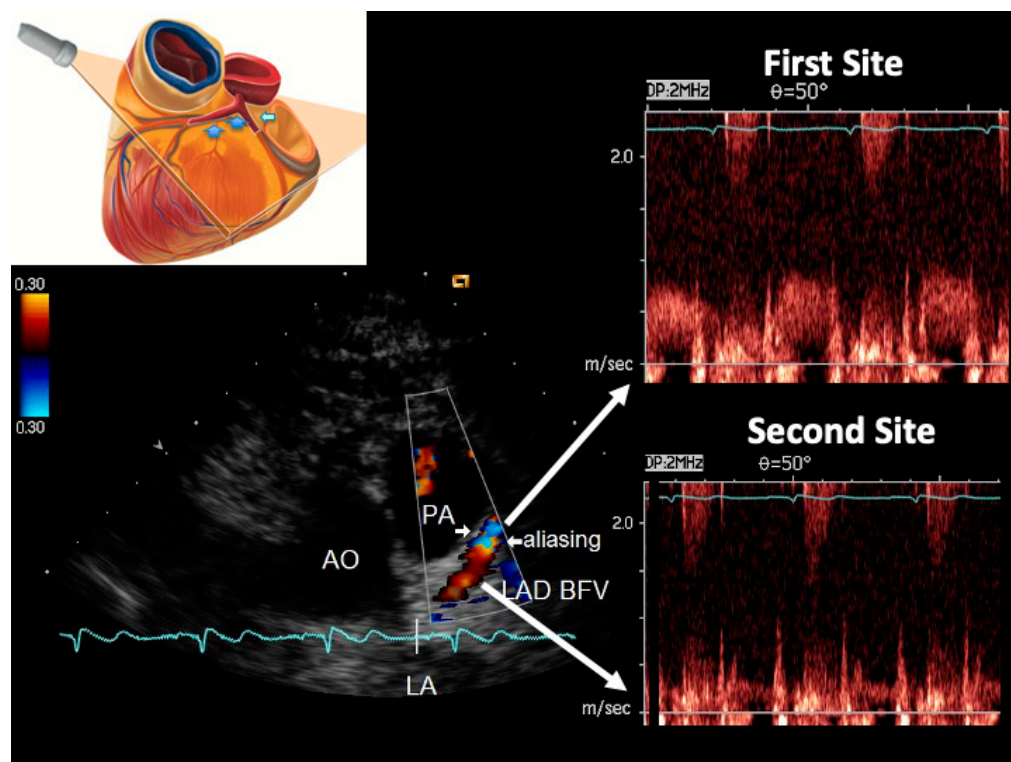 First Site
DP:2MHz
θ=50°
2.0
m/sec
0.30
0.30
PA
aliasing
AO
LAD BFV
LA
Second Site
DP:2MHz
θ=50°
2.0
m/sec